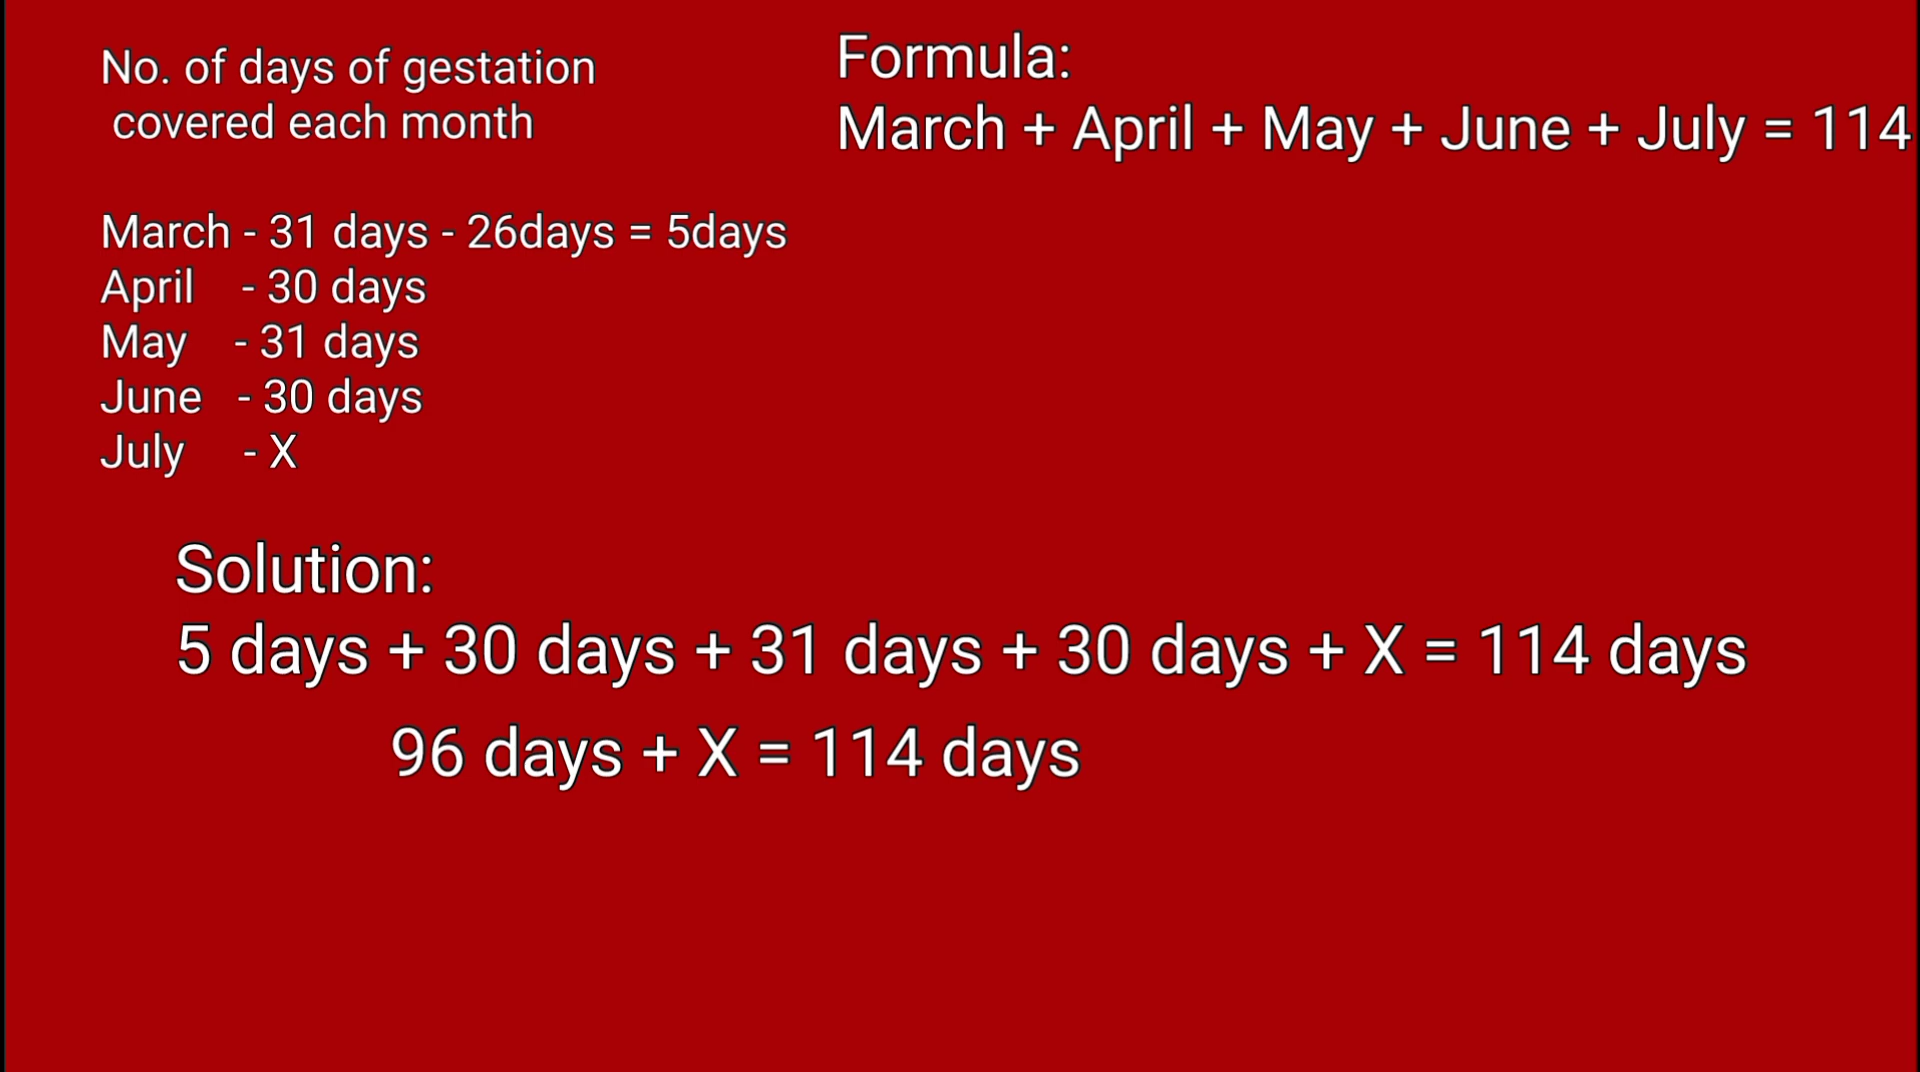 No. of days of gestation
covered each month
Formula:
March + April + May + June + July = 114
March - 31 days - 26days = 5days
April - 30 days
May - 31 days
June - 30 days
July - X
Solution:
5 days + 30 days + 31 days + 30 days + X = 114 days
96 days + X = 114 days